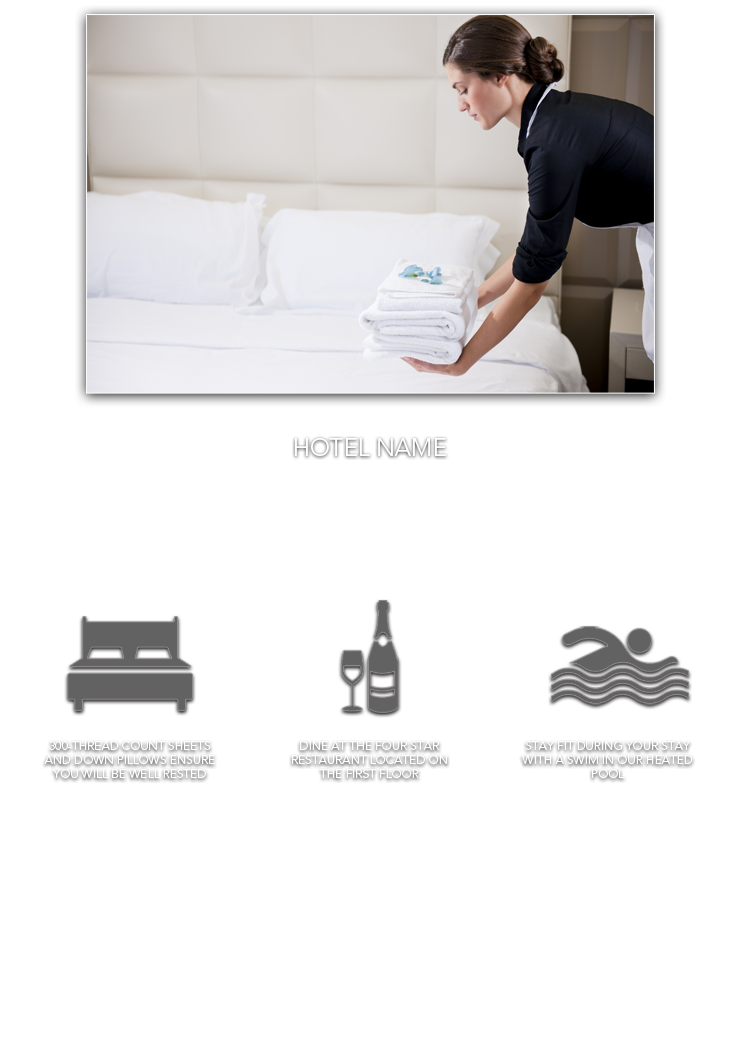 HOTEL NAME
300-THREAD COUNT SHEETS
AND DOWN PILLOWS ENSURE
YOU WILL BE WELL RESTED
DINE AT THE FOUR STAR
RESTAURANT LOCATED ON
THE FIRST FLOOR
STAY FIT DURING YOUR STAY
WITH A SWIM IN OUR HEATED
POOL